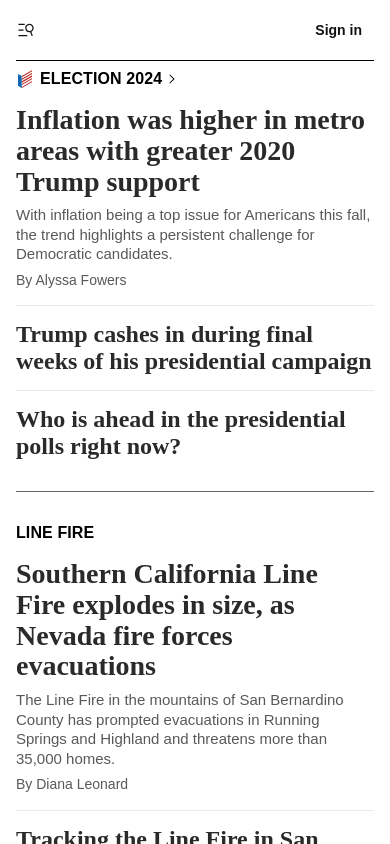 Sign in
ELECTION 2024
Inflation was higher in metro
areas with greater 2020
Trump support
With inflation being a top issue for Americans this fall,
the trend highlights a persistent challenge for
Democratic candidates.
By Alyssa Fowers
Trump cashes in during final
weeks of his presidential campaign
Who is ahead in the presidential
polls right now?
LINE FIRE
Southern California Line
Fire explodes in size, as
Nevada fire forces
evacuations
The Line Fire in the mountains of San Bernardino
County has prompted evacuations in Running
Springs and Highland and threatens more than
35,000 homes.
By Diana Leonard
Tracking the Line Fire in San